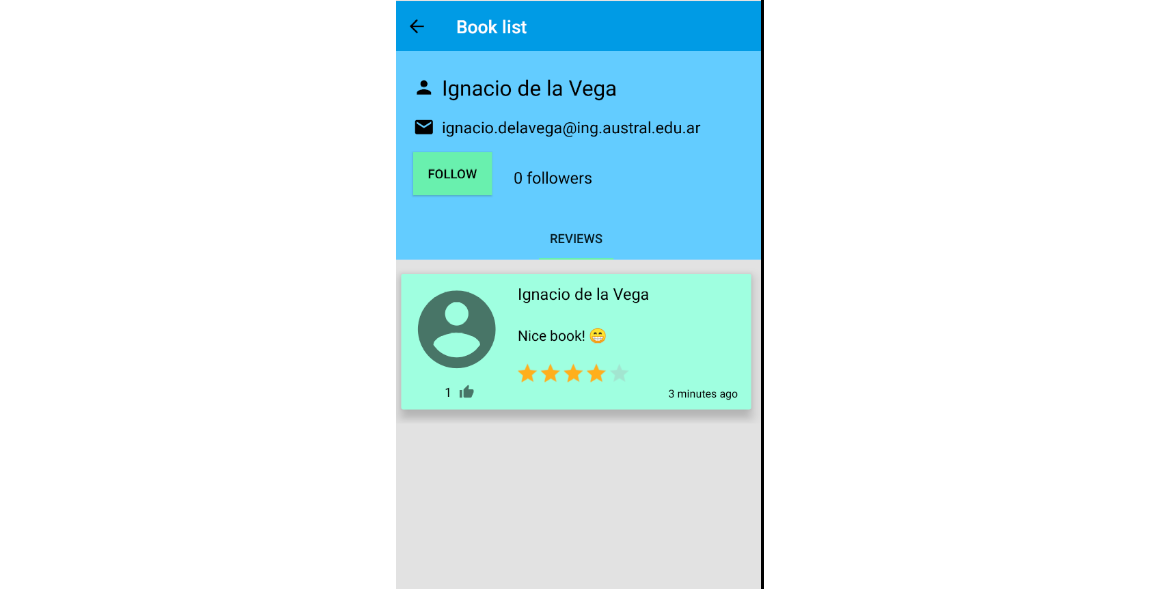 Book list
Ignacio de la Vega
ignacio.delavega@ing.austral.edu.ar
FOLLOW
0 followers
REVIEWS
Ignacio de la Vega
Nice book! 😁
1
3 minutes ago